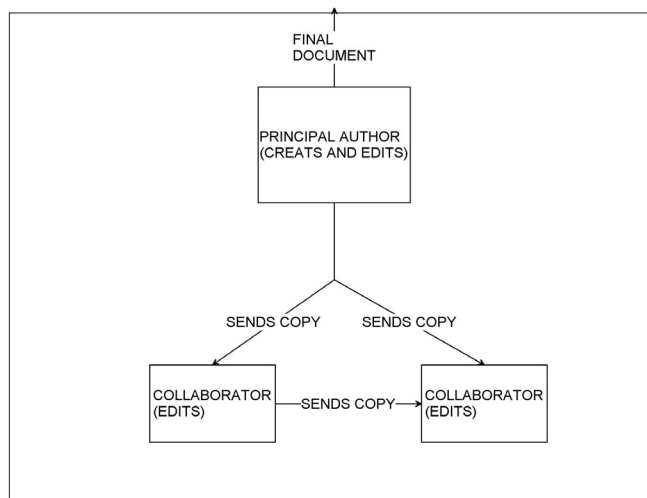 FINAL
DOCUMENT
PRINCIPAL AUTHOR
(CREATS AND EDITS)
SENDS COPY
SENDS COPY
COLLABORATOR
(EDITS)
SENDS COPY
COLLABORATOR
(EDITS)